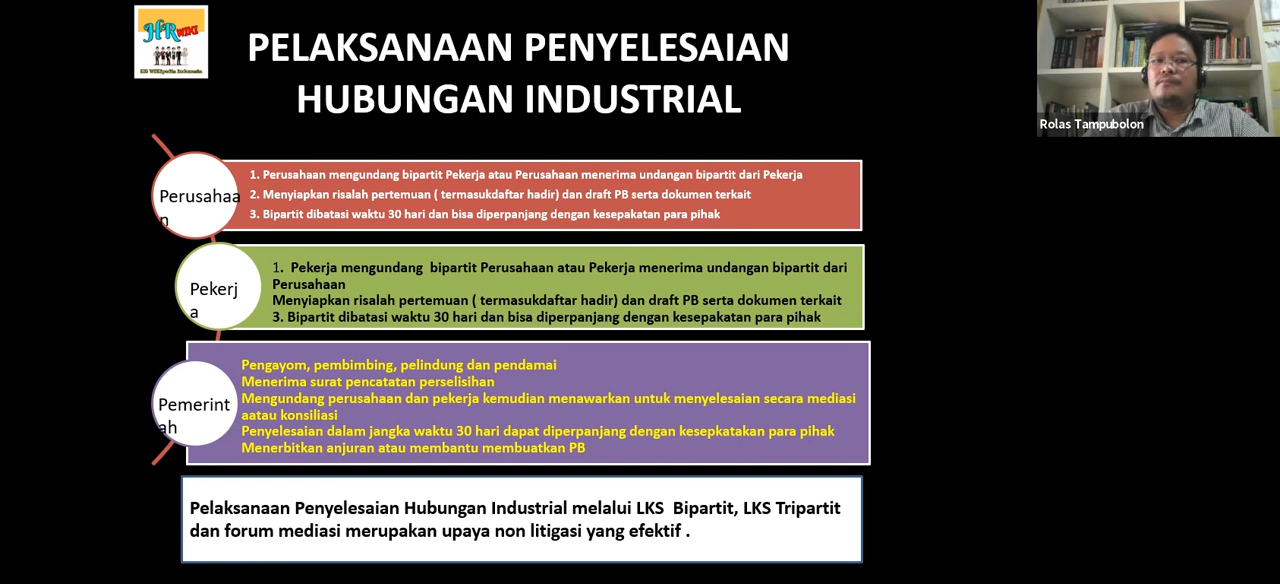 HR WIKI
HR WIKIpedia Indonesia
PELAKSANAAN PENYELESAIAN
HUBUNGAN INDUSTRIAL
Rolas Tampubolon
Perusahaa
n
1. Perusahaan mengundang bipartit Pekerja atau Perusahaan menerima undangan bipartit dari Pekerja
2. Menyiapkan risalah pertemuan ( termasukdaftar hadir) dan draft PB serta dokumen terkait
3. Bipartit dibatasi waktu 30 hari dan bisa diperpanjang dengan kesepakatan para pihak
Pekerj
a
1. Pekerja mengundang bipartit Perusahaan atau Pekerja menerima undangan bipartit dari
Perusahaan
Menyiapkan risalah pertemuan ( termasukdaftar hadir) dan draft PB serta dokumen terkait
3. Bipartit dibatasi waktu 30 hari dan bisa diperpanjang dengan kesepakatan para pihak
Pemerint
ah
Pengayom, pembimbing, pelindung dan pendamai
Menerima surat pencatatan perselisihan
Mengundang perusahaan dan pekerja kemudian menawarkan untuk menyelesaian secara mediasi
aatau konsiliasi
Penyelesaian dalam jangka waktu 30 hari dapat diperpanjang dengan kesepkatakan para pihak
Menerbitkan anjuran atau membantu membuatkan PB
Pelaksanaan Penyelesaian Hubungan Industrial melalui LKS Bipartit, LKS Tripartit
dan forum mediasi merupakan upaya non litigasi yang efektif .